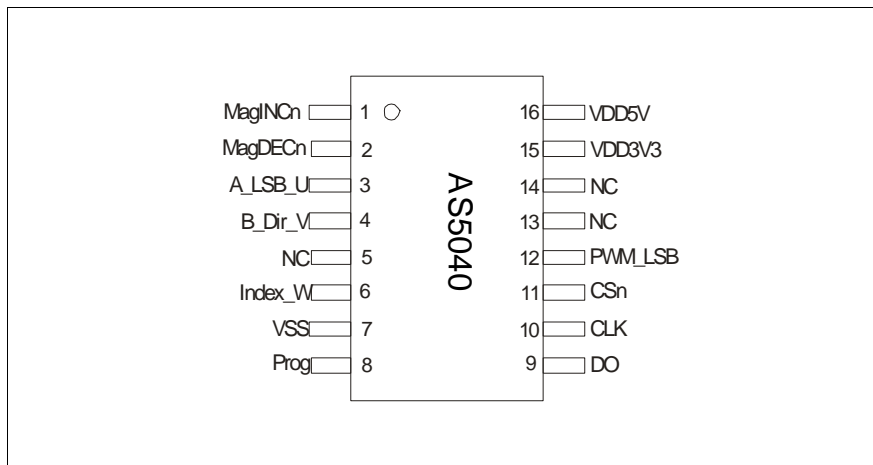 MagINCn 1 16 VDD5V
MagDECn 2 15 VDD3V3
A_LSB_U 3 14 NC
B_Dir_V 4 13 NC
NC 5 12 PWM_LSB
Index_W 6 11 CSn
VSS 7 10 CLK
Prog 8 9 DO
AS5040